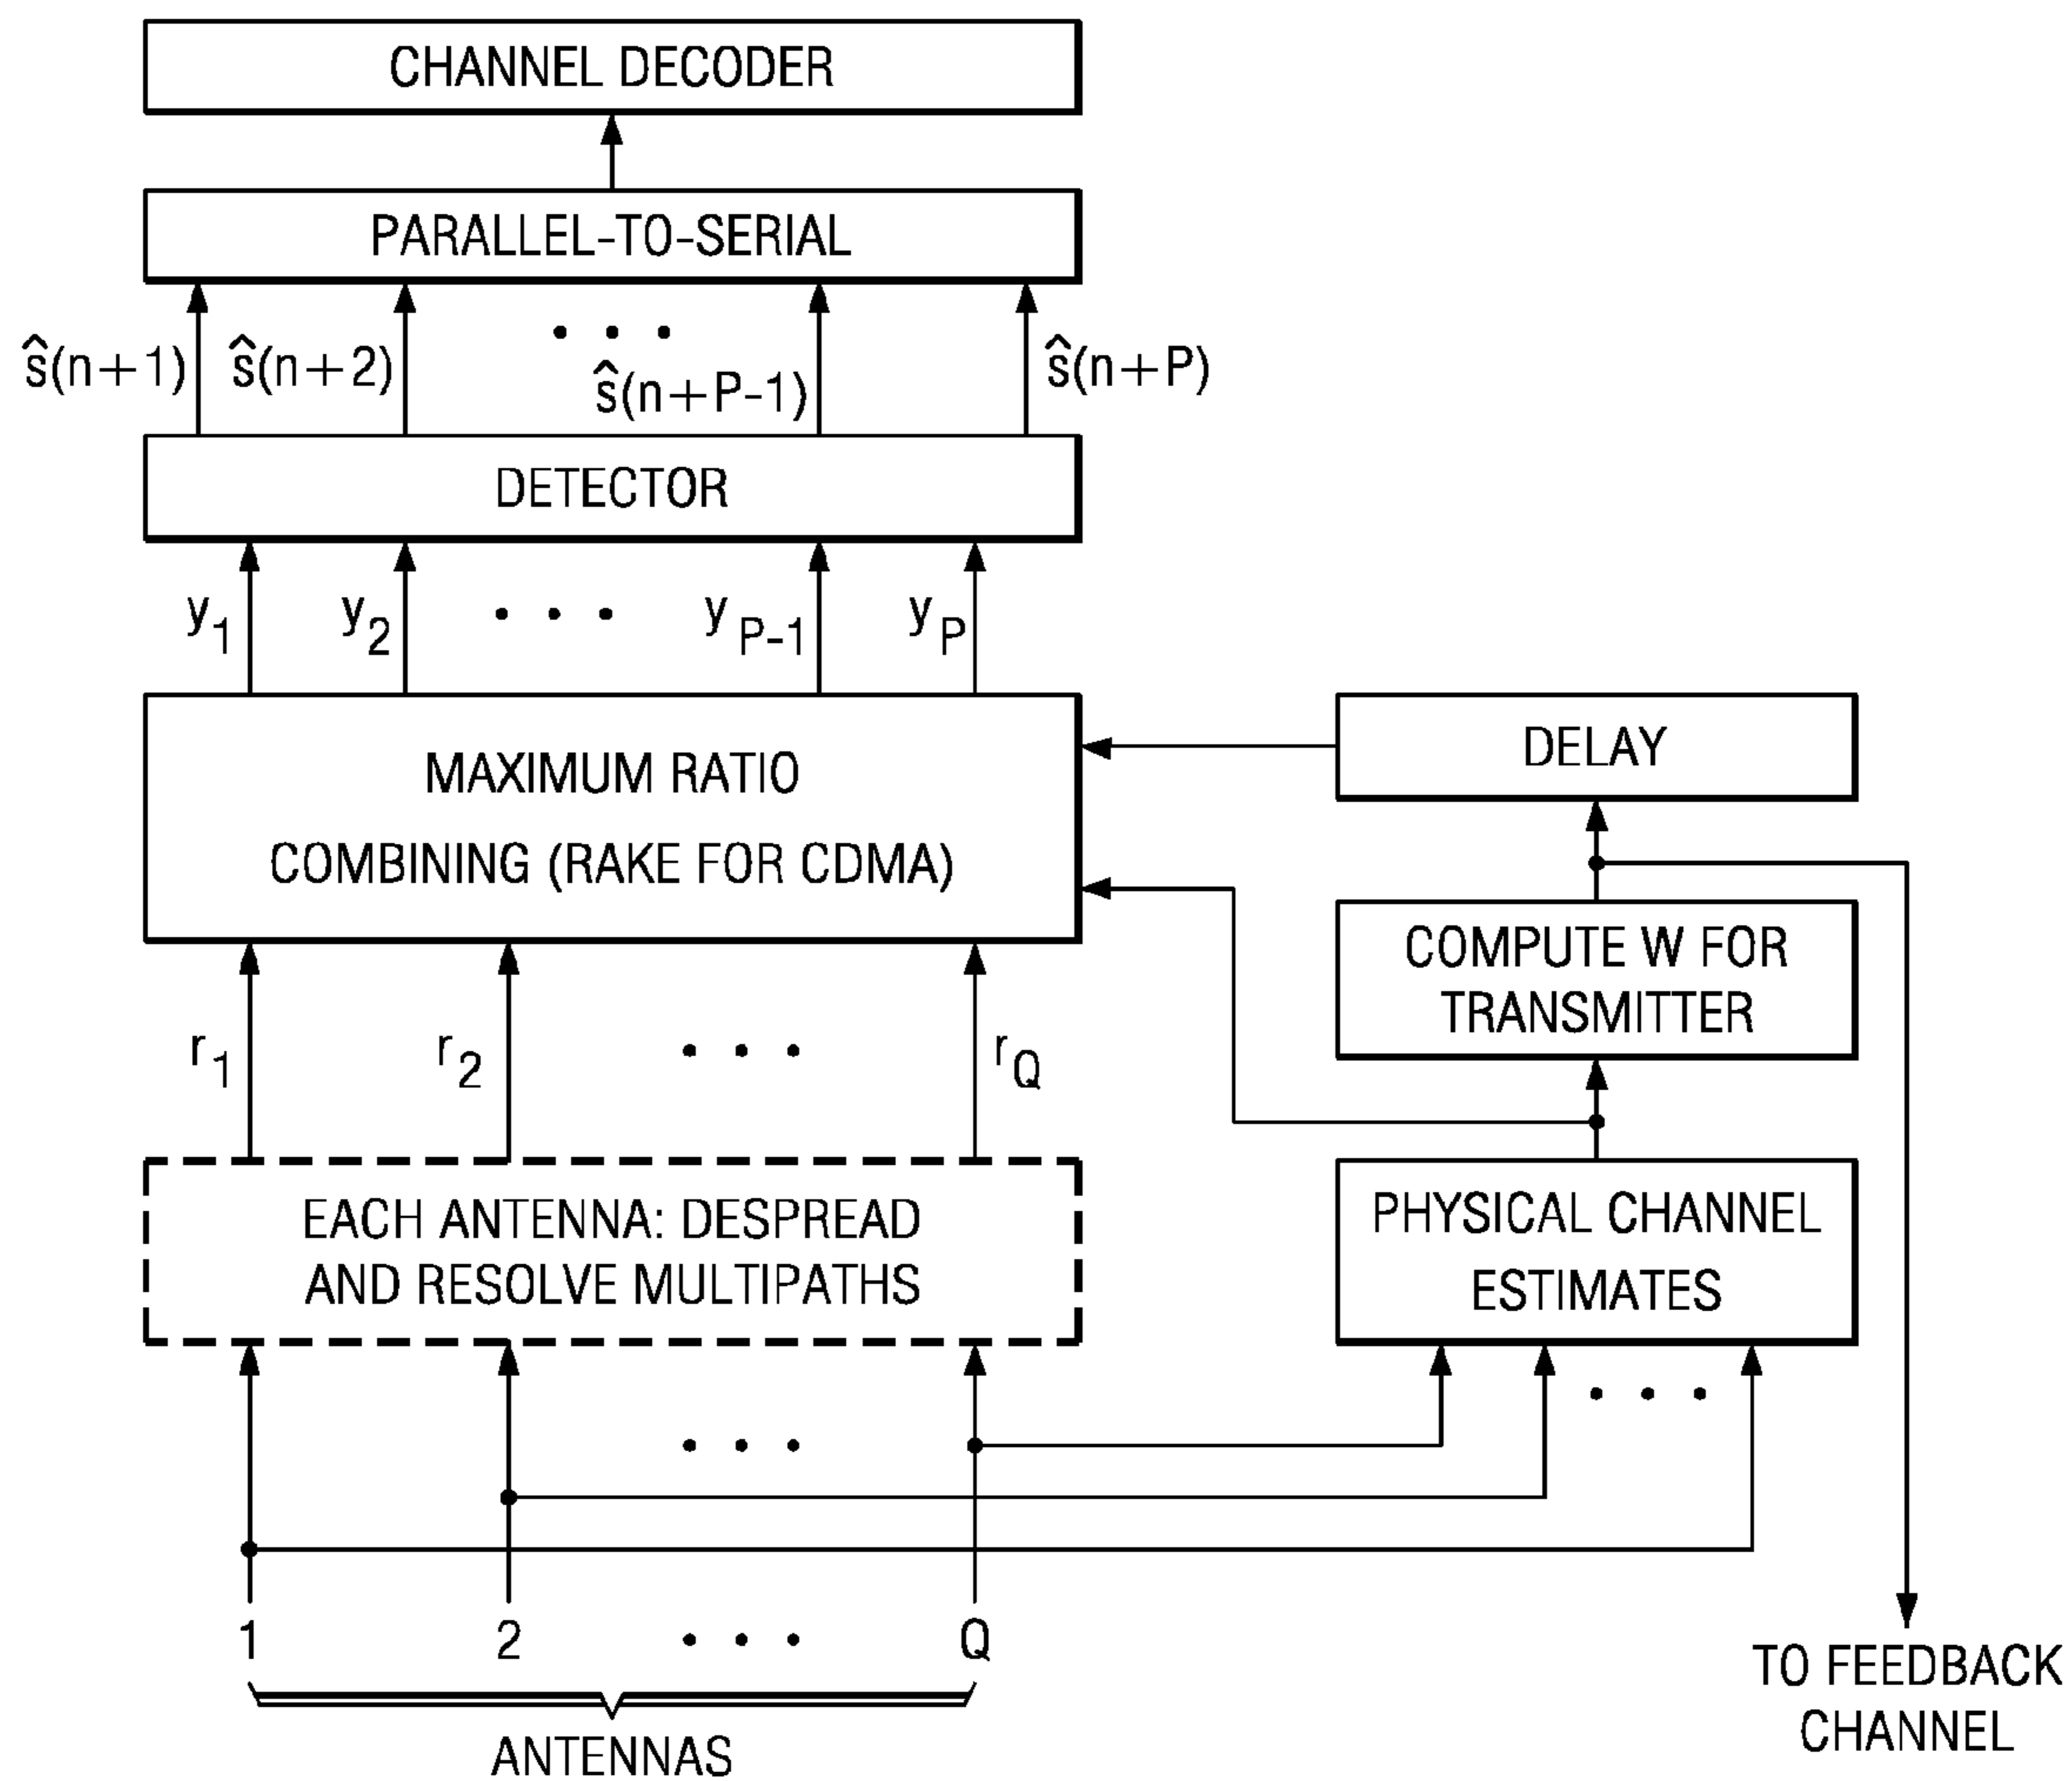 CHANNEL DECODER
PARALLEL-TO-SERIAL
ŝ(n+1) ŝ(n+2) . . . ŝ(n+P-1) ŝ(n+P)
DETECTOR
y1 y2 . . . yP-1 yP
MAXIMUM RATIO
COMBINING (RAKE FOR CDMA)
DELAY
COMPUTE W FOR
TRANSMITTER
r1 r2 . . . rQ
EACH ANTENNA: DESPREAD
AND RESOLVE MULTIPATHS
PHYSICAL CHANNEL
ESTIMATES
. . .
. . .
1 2 . . . Q
ANTENNAS
TO FEEDBACK
CHANNEL